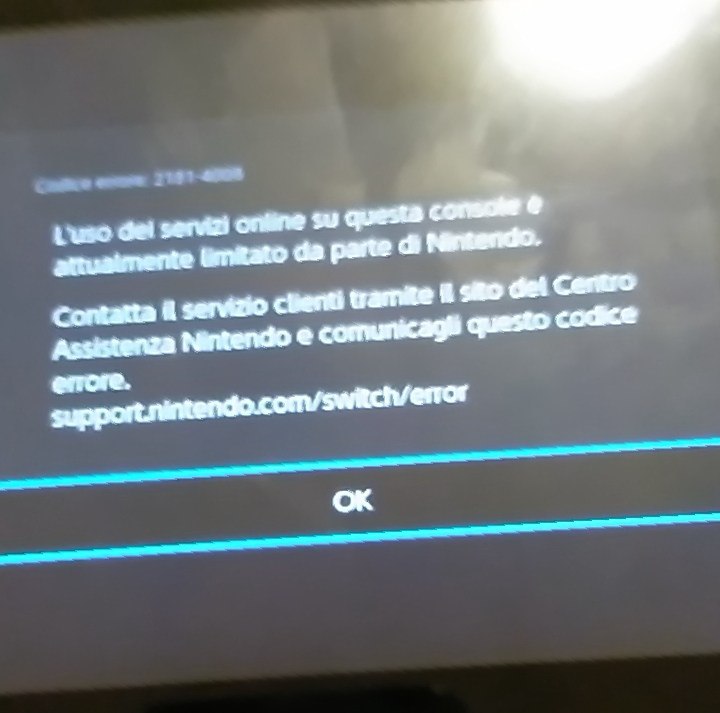 Codice errore: 2181-4008
L'uso dei servizi online su questa console è
attualmente limitato da parte di Nintendo.
Contatta il servizio clienti tramite il sito del Centro
Assistenza Nintendo e comunicagli questo codice
errore.
support.nintendo.com/switch/error
OK